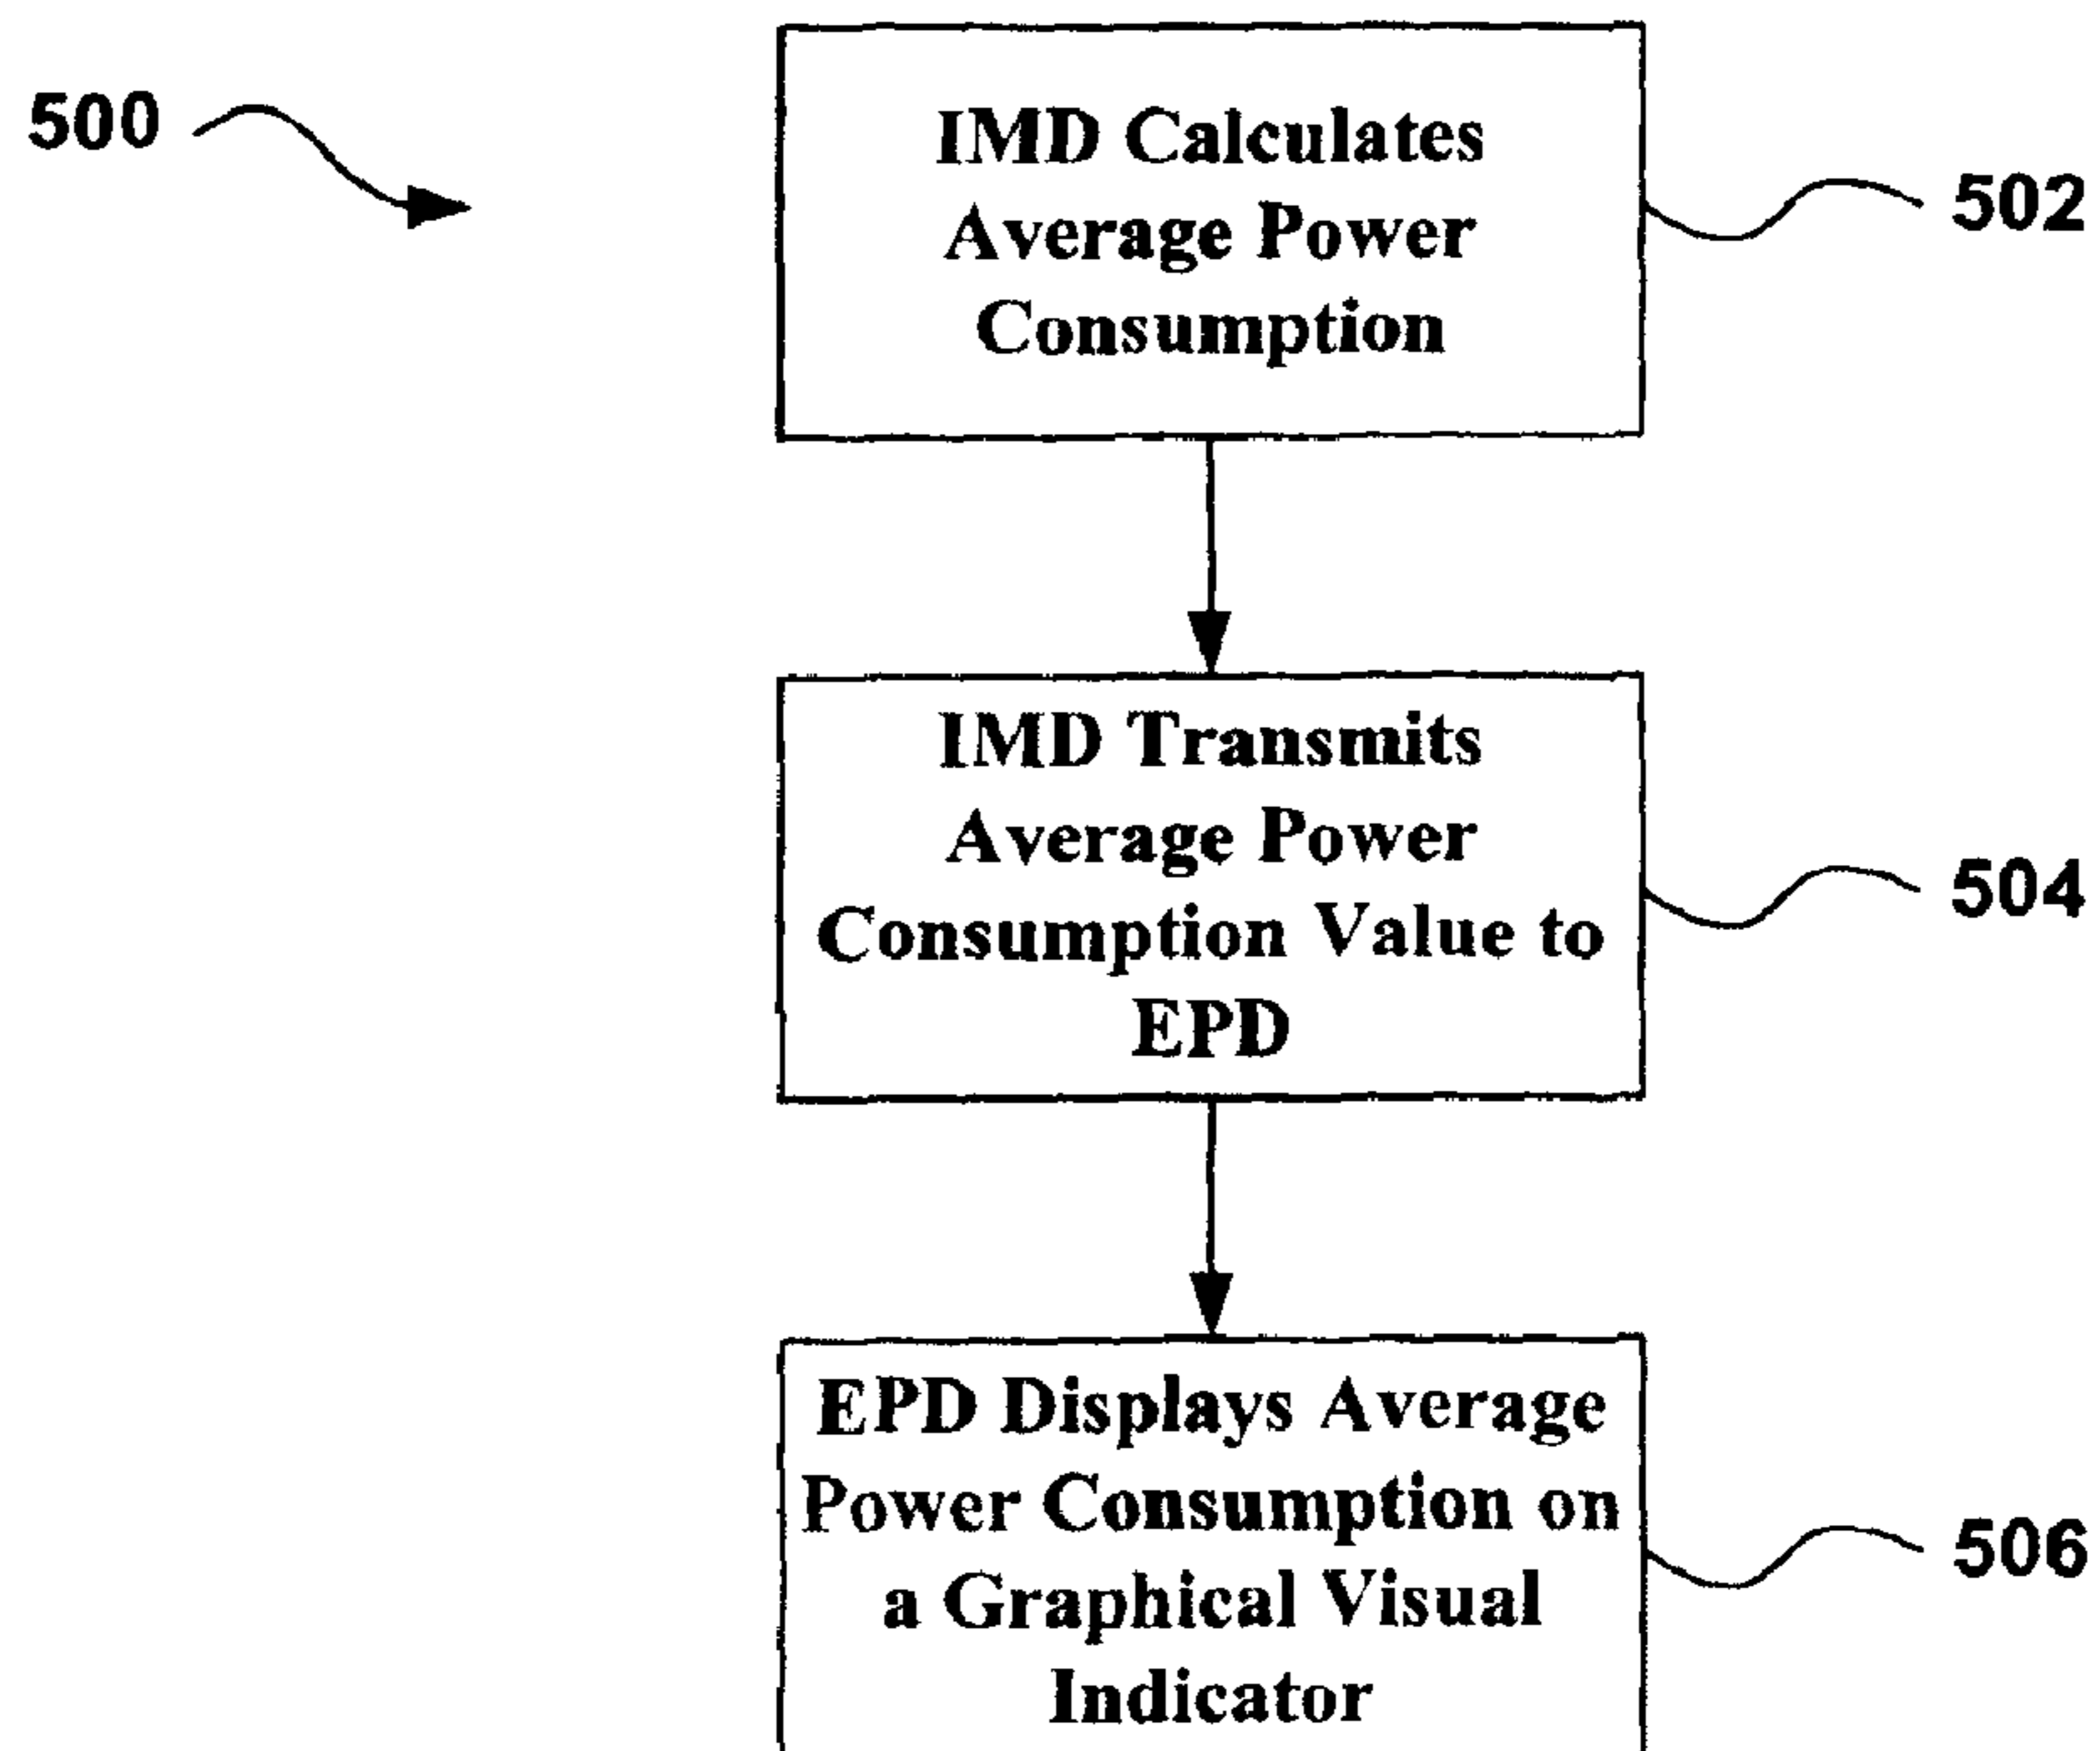 500
IMD Calculates
Average Power
Consumption
502
IMD Transmits
Average Power
Consumption Value to
EPD
504
EPD Displays Average
Power Consumption on
a Graphical Visual
Indicator
506